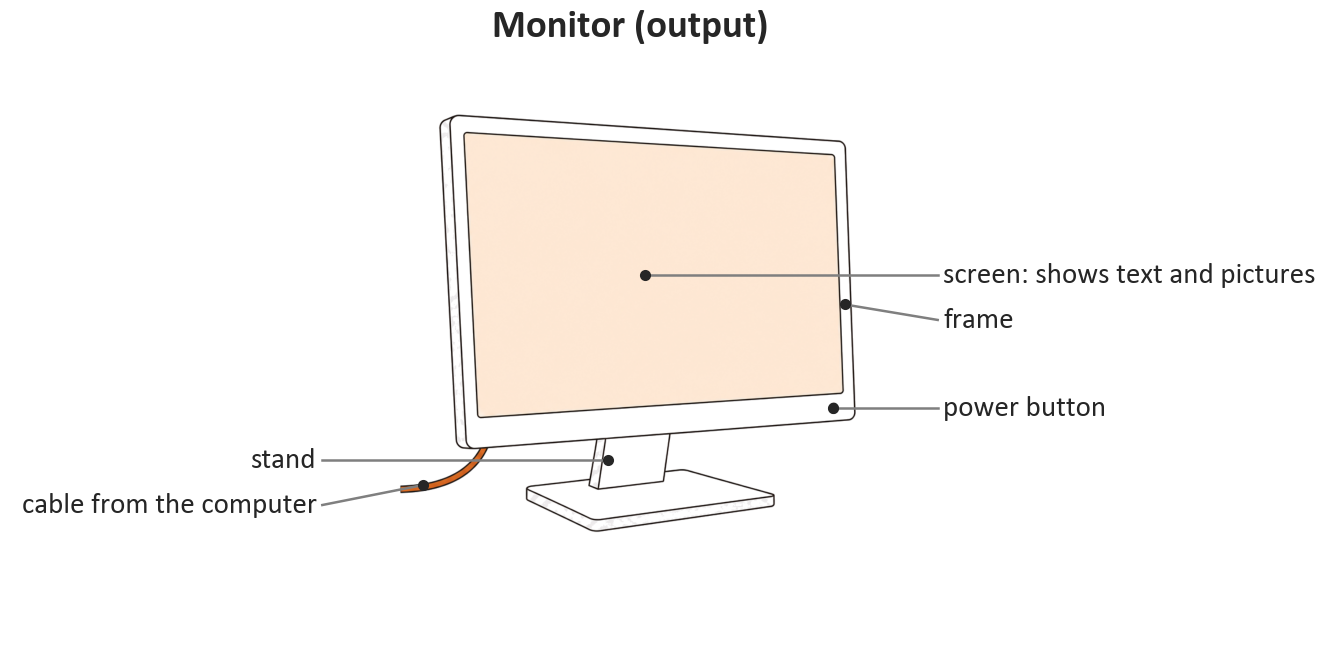 Monitor (output)
screen: shows text and pictures
frame
power button
stand
cable from the computer